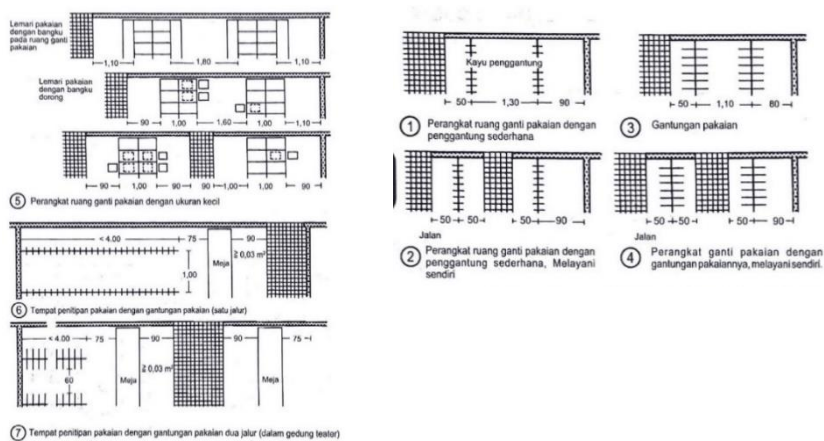 Lemari pakaian
dengan bangku
pada ruang ganti
pakaian
1,10 1,80 1,10
Lemari pakaian
dengan bangku
dorong
90 1,00 1,60 1,00 1,10
90 1,00 90 90 1,00 1,00 90
5 Perangkat ruang ganti pakaian dengan ukuran kecil
< 4.00 75 90
Meja
≧ 0,03 m²
1,00
6 Tempat penitipan pakaian dengan gantungan pakaian (satu jalur)
< 4.00 75 90 90 75
60
Meja
≧ 0,03 m²
Meja
7 Tempat penitipan pakaian dengan gantungan pakaian dua jalur (dalam gedung teater)
Kayu penggantung
50 1,30 90
1 Perangkat ruang ganti pakaian dengan
penggantung sederhana
50 1,10 80
3 Gantungan pakaian
50 50 50 90
Jalan
2 Perangkat ruang ganti pakaian dengan
penggantung sederhana, Melayani
sendiri
50 50 50 90
Jalan
4 Perangkat ganti pakaian dengan
gantungan pakaiannya, melayani sendiri.